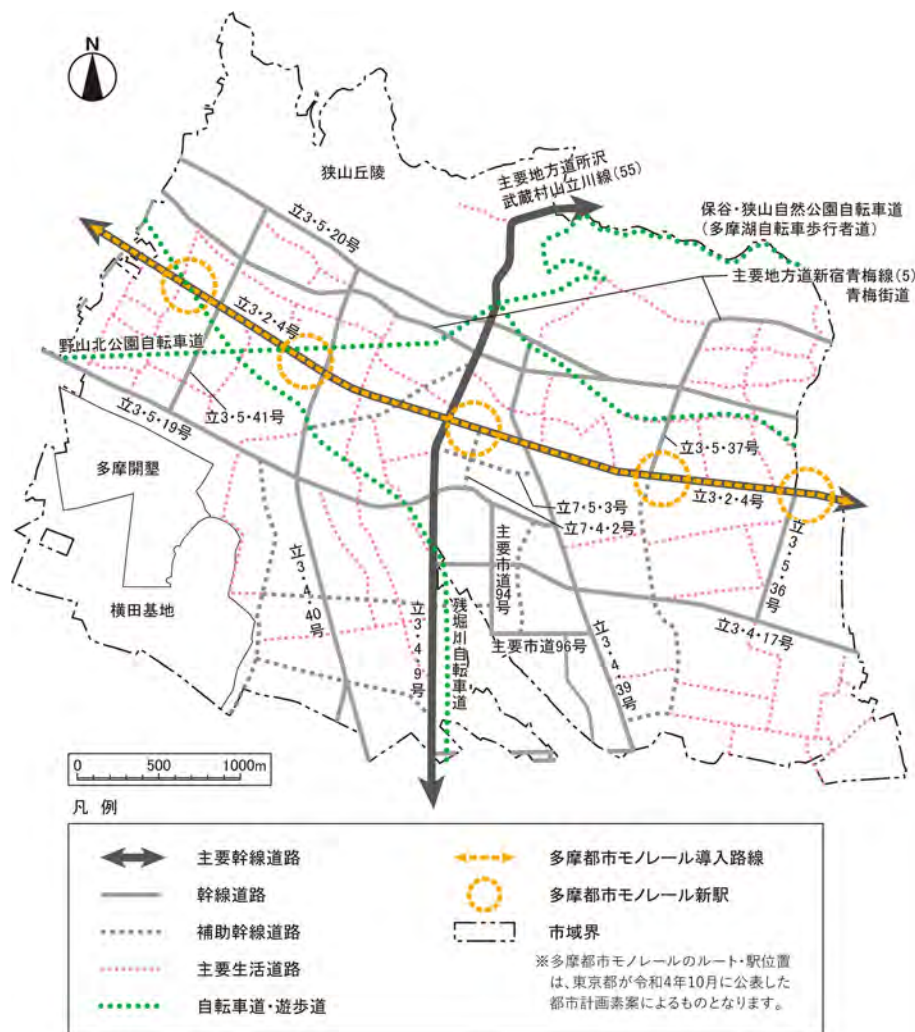 N
狭山丘陵
主要地方道所沢
武蔵村山立川線(55)
保谷・狭山自然公園自転車道
(多摩湖自転車歩行者道)
立3・5・20号
主要地方道新宿青梅線(5)
青梅街道
立3・2・4号
野山北公園自転車道
立3・5・41号
立3・5・19号
立3・5・37号
多摩開墾
立3・2・4号
立7・5・3号
立7・4・2号
主要市道94号
立3・5・36号
立3・4・40号
横田基地
立3・4・9号
残堀川自転車道
主要市道96号
立3・4・39号
立3・4・17号
0 500 1000m
凡 例
主要幹線道路
幹線道路
補助幹線道路
主要生活道路
自転車道・遊歩道
多摩都市モノレール導入路線
多摩都市モノレール新駅
市域界
※多摩都市モノレールのルート・駅位置
は、東京都が令和4年10月に公表した
都市計画素案によるものとなります。